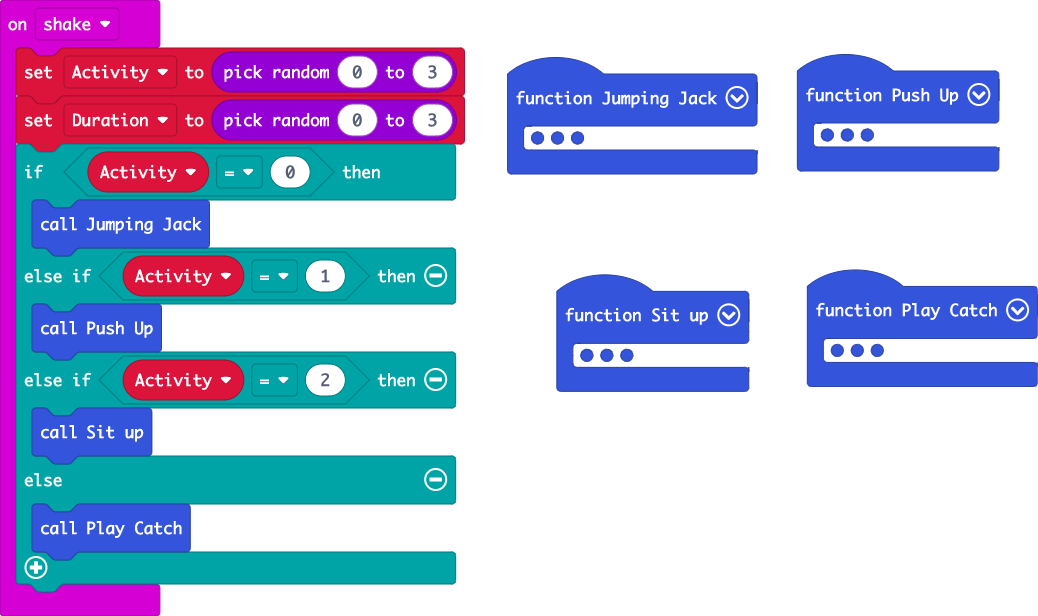 on shake
set Activity to pick random 0 to 3
set Duration to pick random 0 to 3
if Activity = 0 then
call Jumping Jack
else if Activity = 1 then
call Push Up
else if Activity = 2 then
call Sit up
else
call Play Catch
function Jumping Jack
function Push Up
function Sit up
function Play Catch